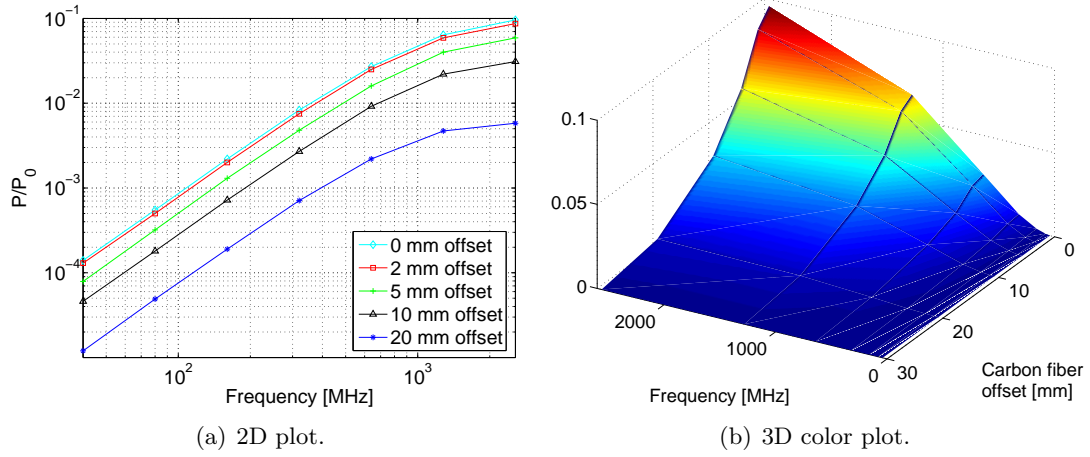 10^-1
10^-2
10^-3
10^-4
P/P_0
10^2
10^3
Frequency [MHz]
0 mm offset
2 mm offset
5 mm offset
10 mm offset
20 mm offset
(a) 2D plot.
0.1
0.05
0
2000
1000
0
Frequency [MHz]
0
10
20
30
Carbon fiber
offset [mm]
(b) 3D color plot.